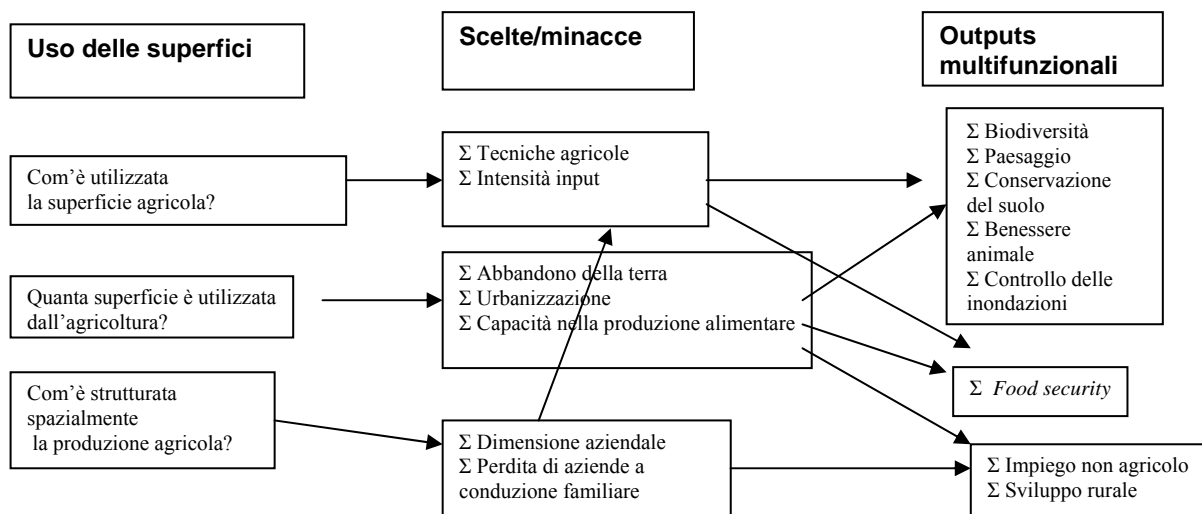 Uso delle superfici
Scelte/minacce
Outputs
multifunzionali
Com'è utilizzata
la superficie agricola?
Σ Tecniche agricole
Σ Intensità input
Σ Biodiversità
Σ Paesaggio
Σ Conservazione
del suolo
Σ Benessere
animale
Σ Controllo delle
inondazioni
Quanta superficie è utilizzata
dall'agricoltura?
Σ Abbandono della terra
Σ Urbanizzazione
Σ Capacità nella produzione alimentare
Σ Food security
Com'è strutturata
spazialmente
la produzione agricola?
Σ Dimensione aziendale
Σ Perdita di aziende a
conduzione familiare
Σ Impiego non agricolo
Σ Sviluppo rurale